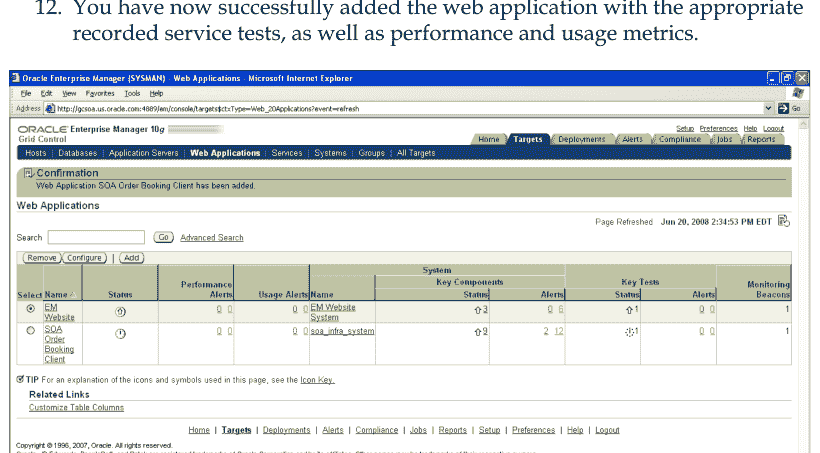 12. You have now successfully added the web application with the appropriate
recorded service tests, as well as performance and usage metrics.
Oracle Enterprise Manager (SYSMAN) - Web Applications - Microsoft Internet Explorer
File Edit View Favorites Tools Help
Address http://gcsoa.us.oracle.com:4889/em/console/targets$ctxType=Web_20Applications?event=refresh Go
ORACLE Enterprise Manager 10g
Grid Control
Setup Preferences Help Logout
Home Targets Deployments Alerts Compliance Jobs Reports
Hosts | Databases | Application Servers | Web Applications | Services | Systems | Groups | All Targets
Confirmation
Web Application SOA Order Booking Client has been added.
Web Applications
Page Refreshed Jun 20, 2008 2:34:53 PM EDT
Search Go Advanced Search
Remove Configure | Add
System
Performance Key Components Key Tests Monitoring
Select Name Status Alerts Usage Alerts Name Status Alerts Status Alerts Beacons
EM 0 0 0 0 EM Website 3 0 6 1 0 0 1
Website System
SOA 0 0 0 0 soa_infra_system 9 2 12 1 0 0 1
Order
Booking
Client
TIP For an explanation of the icons and symbols used in this page, see the Icon Key.
Related Links
Customize Table Columns
Home | Targets | Deployments | Alerts | Compliance | Jobs | Reports | Setup | Preferences | Help | Logout
Copyright © 1996, 2007, Oracle. All rights reserved.